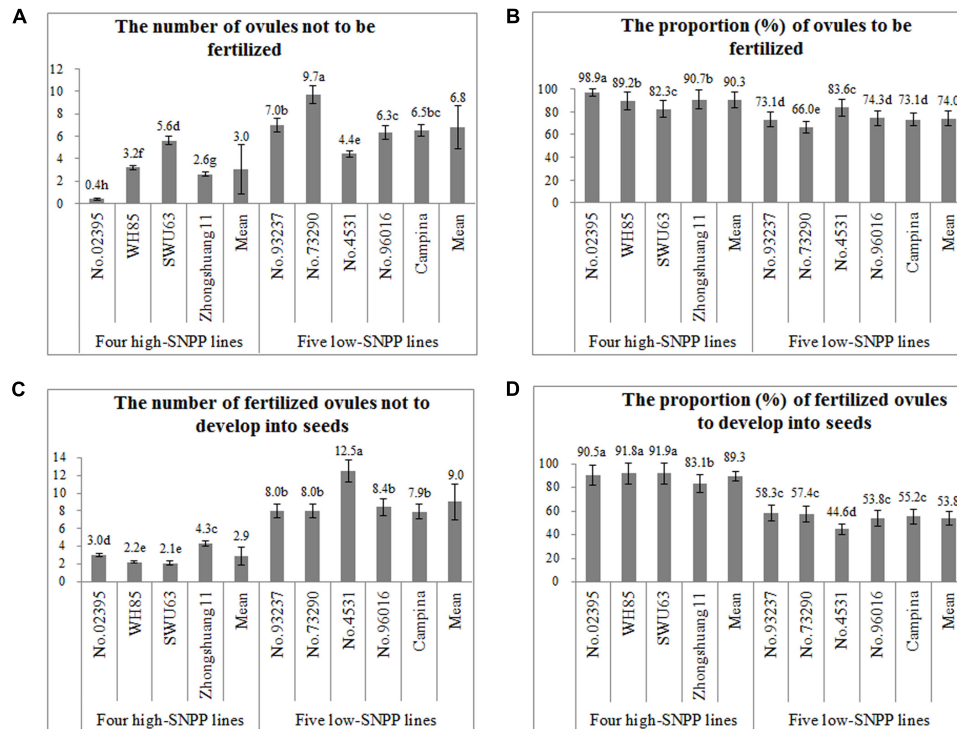 A
The number of ovules not to be
fertilized
12
10
8
6
4
2
0
0.4h
3.2f
5.6d
2.6g
3.0
7.0b
9.7a
4.4e
6.3c
6.5bc
6.8
No.02395
WH85
SWU63
Zhongshuang11
Mean
No.93237
No.73290
No.4531
No.96016
Campina
Mean
Four high-SNPP lines
Five low-SNPP lines
B
The proportion (%) of ovules to be
fertilized
100
80
60
40
20
0
98.9a
89.2b
82.3c
90.7b
90.3
73.1d
66.0e
83.6c
74.3d
73.1d
74.0
No.02395
WH85
SWU63
Zhongshuang11
Mean
No.93237
No.73290
No.4531
No.96016
Campina
Mean
Four high-SNPP lines
Five low-SNPP lines
C
The number of fertilized ovules not to
develop into seeds
14
12
10
8
6
4
2
0
3.0d
2.2e
2.1e
4.3c
2.9
8.0b
8.0b
12.5a
8.4b
7.9b
9.0
No.02395
WH85
SWU63
Zhongshuang11
Mean
No.93237
No.73290
No.4531
No.96016
Campina
Mean
Four high-SNPP lines
Five low-SNPP lines
D
The proportion (%) of fertilized ovules
to develop into seeds
100
80
60
40
20
0
90.5a
91.8a
91.9a
83.1b
89.3
58.3c
57.4c
44.6d
53.8c
55.2c
53.8
No.02395
WH85
SWU63
Zhongshuang11
Mean
No.93237
No.73290
No.4531
No.96016
Campina
Mean
Four high-SNPP lines
Five low-SNPP lines